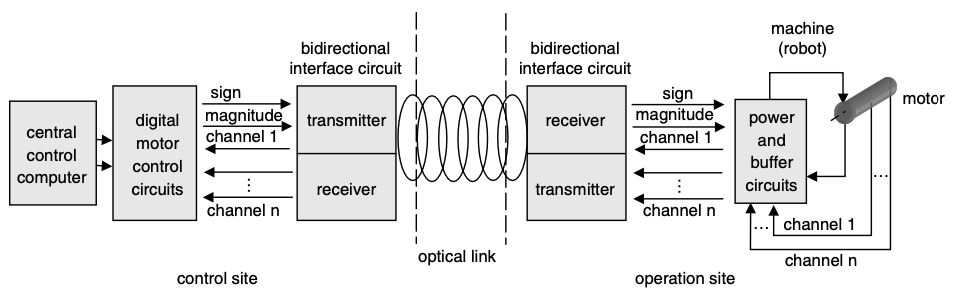 machine
(robot)
bidirectional
interface circuit
bidirectional
interface circuit
sign
magnitude
channel 1
⋮
channel n
central
control
computer
digital
motor
control
circuits
transmitter
receiver
receiver
transmitter
sign
magnitude
channel 1
⋮
channel n
power
and
buffer
circuits
motor
...
... channel 1
channel n
optical link
control site
operation site